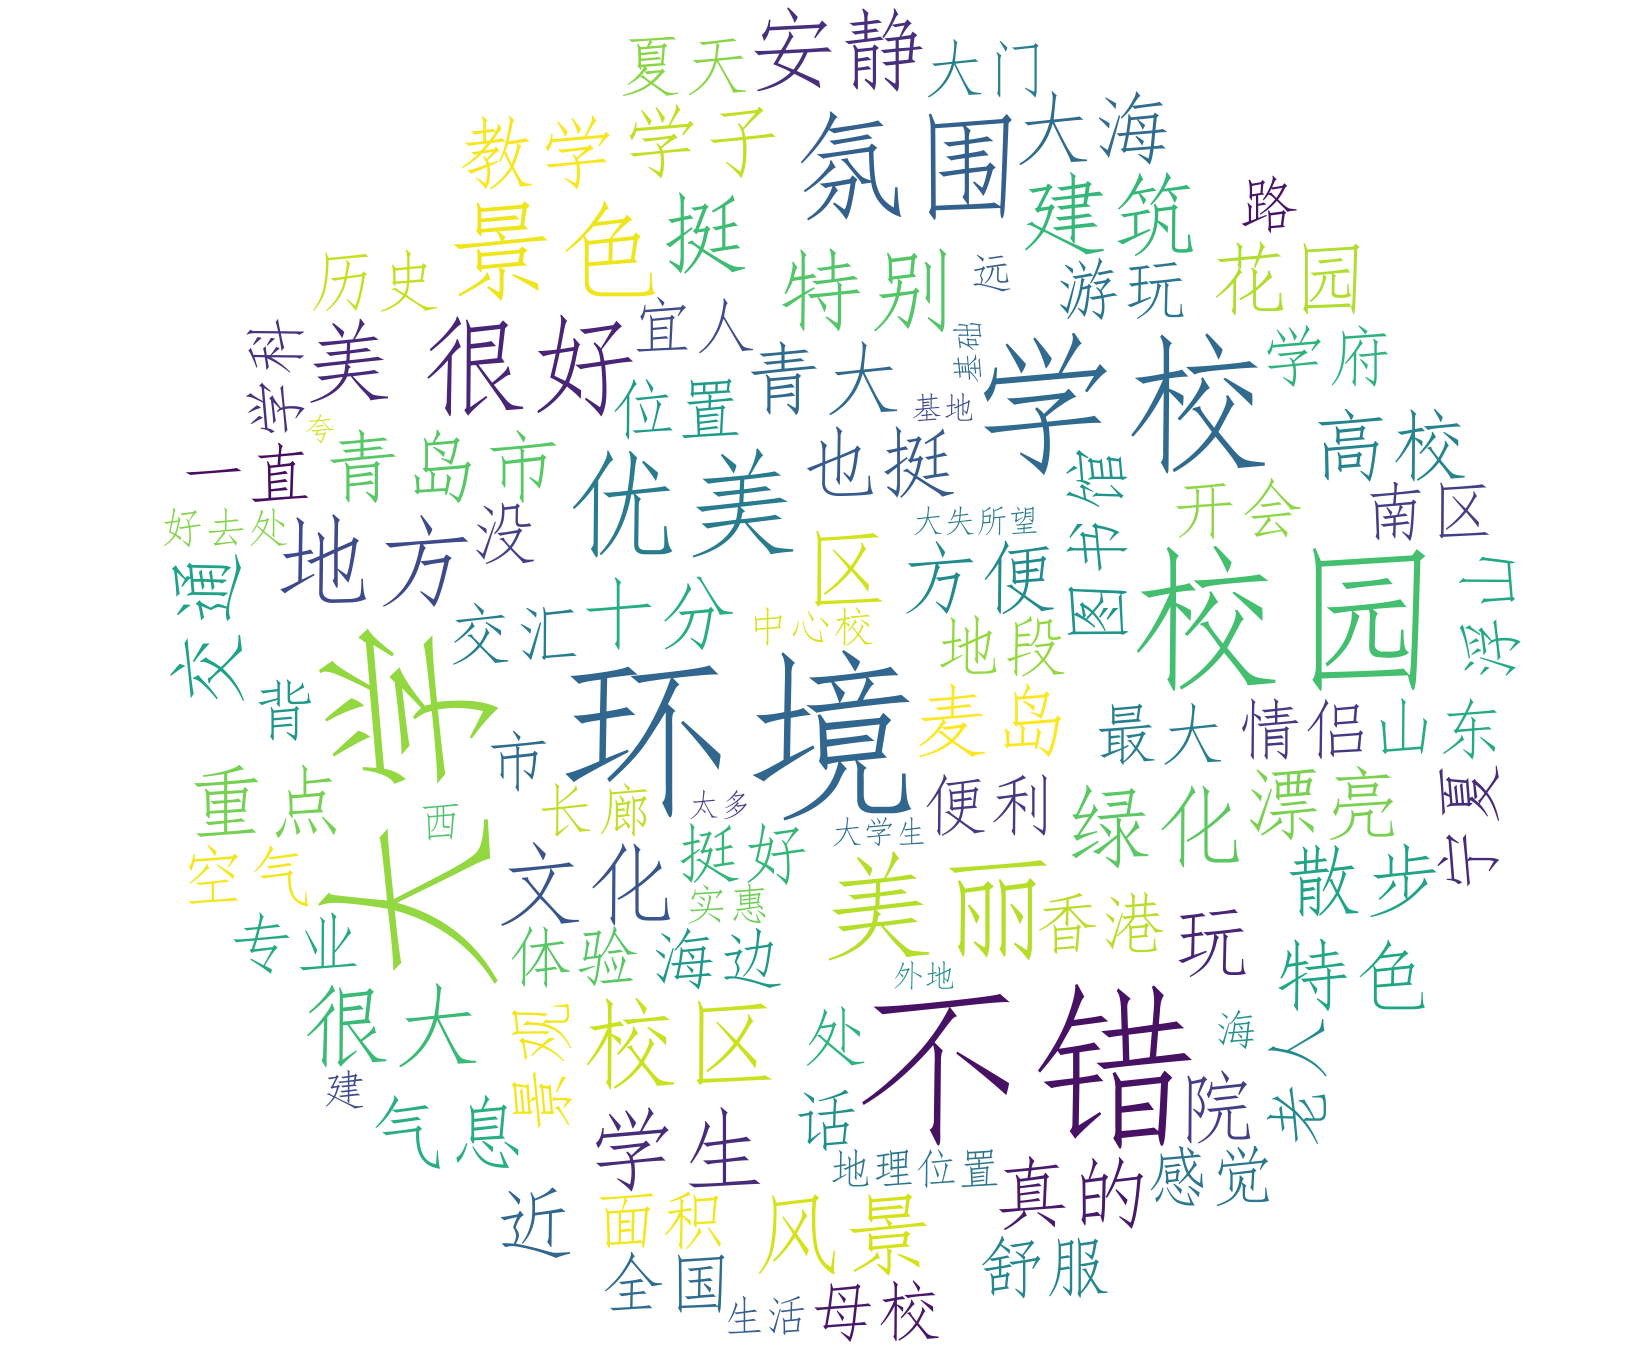 安静
夏天
大门
氛围
大海
教学
学子
建筑
路
景色
挺
特别
远
游玩
花园
历史
宜人
学科
美
很好
青大
基础
学校
学府
位置
基地
夸
高校
一直
青岛市
优美
也挺
图书馆
开会
南区
好去处
地方
没
大失所望
区
方便
校园
浮山
交通
交汇
十分
中心校
地段
大学
环境
麦岛
背
市
最大
情侣
山东
重点
西
长廊
太多
便利
绿化
漂亮
宁夏
大学生
挺好
空气
文化
实惠
美丽
香港
散步
专业
体验
海边
玩
特色
外地
很大
不错
景观
校区
处
海
老人
建
气息
话
院
学生
地理位置
真的
感觉
近
面积
风景
舒服
全国
生活
母校